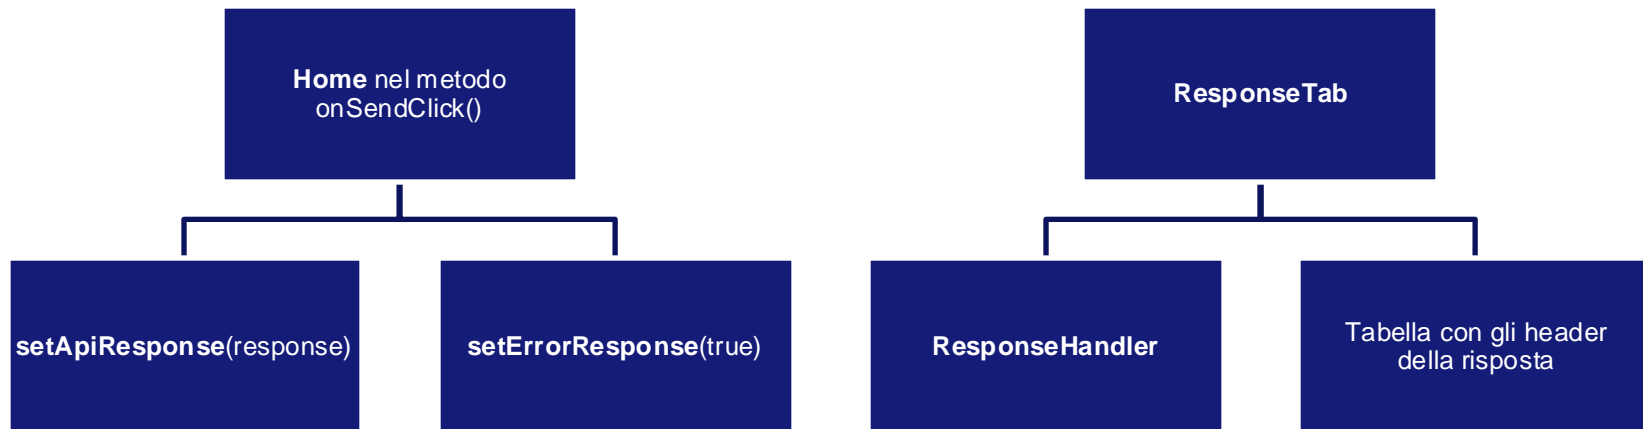 Home nel metodo
onSendClick()
ResponseTab
setApiResponse(response)
setErrorResponse(true)
ResponseHandler
Tabella con gli header
della risposta